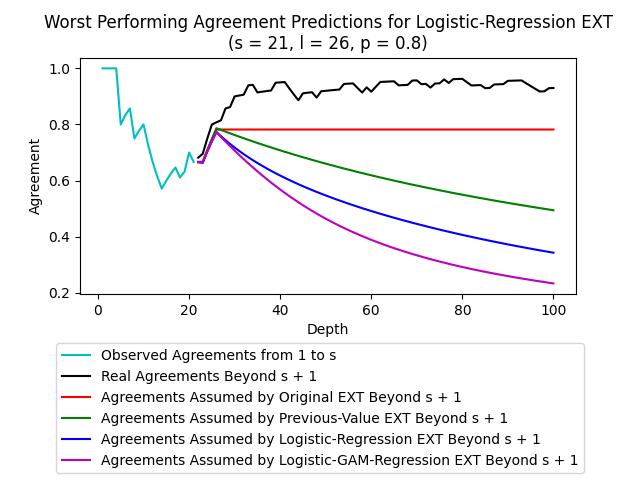 Worst Performing Agreement Predictions for Logistic-Regression EXT
(s = 21, l = 26, p = 0.8)
1.0
0.8
0.6
0.4
0.2
Agreement
0 20 40 60 80 100
Depth
Observed Agreements from 1 to s
Real Agreements Beyond s + 1
Agreements Assumed by Original EXT Beyond s + 1
Agreements Assumed by Previous-Value EXT Beyond s + 1
Agreements Assumed by Logistic-Regression EXT Beyond s + 1
Agreements Assumed by Logistic-GAM-Regression EXT Beyond s + 1